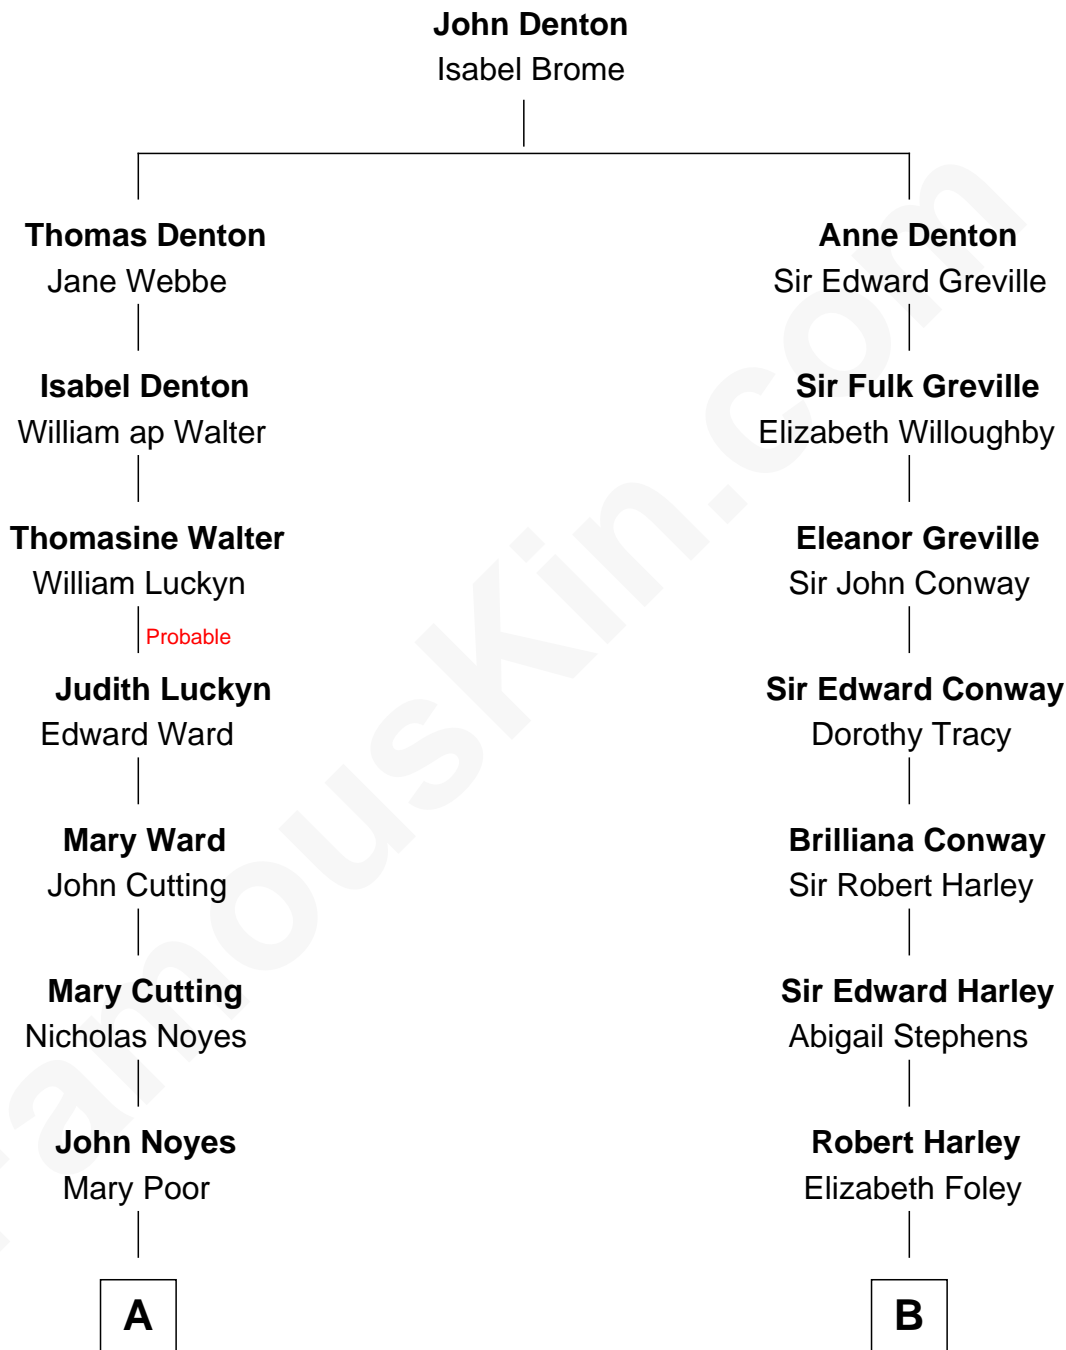 John Denton
Isabel Brome
Thomas Denton
Jane Webbe
Anne Denton
Sir Edward Greville
Isabel Denton
William ap Walter
Sir Fulk Greville
Elizabeth Willoughby
Thomasine Walter
William Luckyn
Eleanor Greville
Sir John Conway
Probable
Judith Luckyn
Edward Ward
Sir Edward Conway
Dorothy Tracy
Mary Ward
John Cutting
Brilliana Conway
Sir Robert Harley
Mary Cutting
Nicholas Noyes
Sir Edward Harley
Abigail Stephens
John Noyes
Mary Poor
Robert Harley
Elizabeth Foley
A
B
FamousKin.com